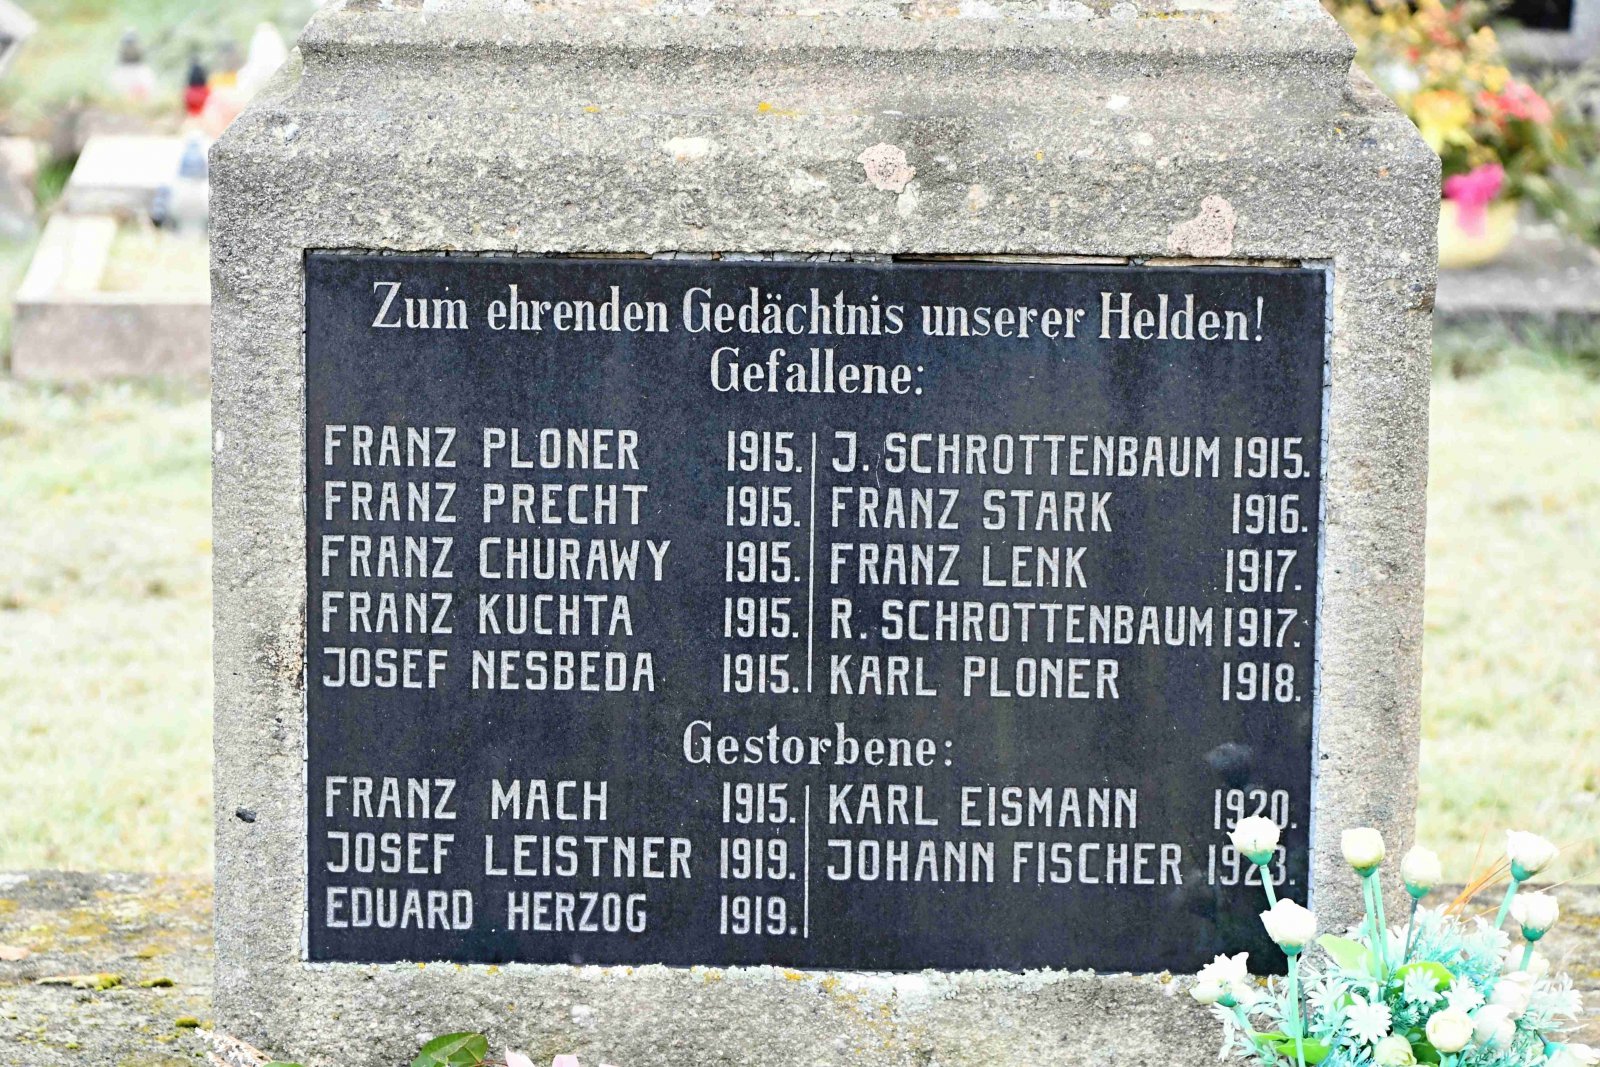 Zum ehrenden Gedächtnis unserer Helden!
Gefallene:
FRANZ PLONER 1915.
FRANZ PRECHT 1915.
FRANZ CHURAWY 1915.
FRANZ KUCHTA 1915.
JOSEF NESBEDA 1915.
J. SCHROTTENBAUM 1915.
FRANZ STARK 1916.
FRANZ LENK 1917.
R. SCHROTTENBAUM 1917.
KARL PLONER 1918.
Gestorbene:
FRANZ MACH 1915.
JOSEF LEISTNER 1919.
EDUARD HERZOG 1919.
KARL EISMANN 1920.
JOHANN FISCHER 1923.